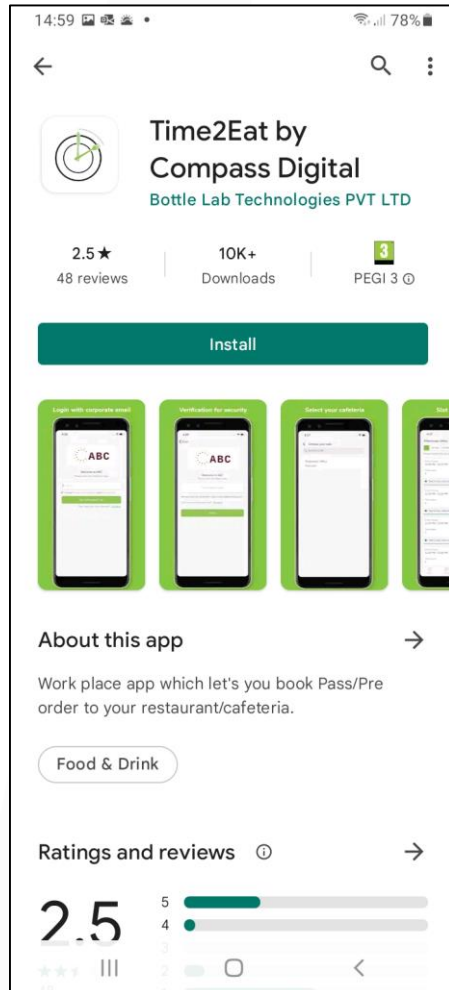 14:59 78%
Time2Eat by
Compass Digital
Bottle Lab Technologies PVT LTD
2.5★
48 reviews
10K+
Downloads
3
PEGI 3
Install
Login with corporate email
ABC
Verification for security
ABC
Select your cafeteria
Slot
About this app
Work place app which let's you book Pass/Pre
order to your restaurant/cafeteria.
Food & Drink
Ratings and reviews
2.5
5
4
3
2